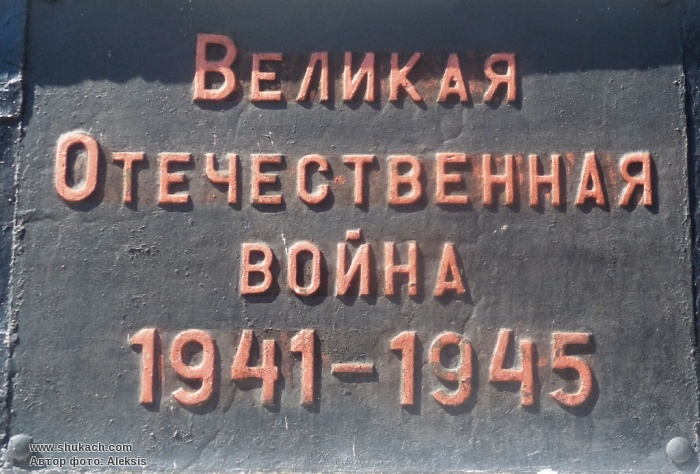 Великая
Отечественная
война
1941–1945
www.shukach.com
Автор фото: Aleksis